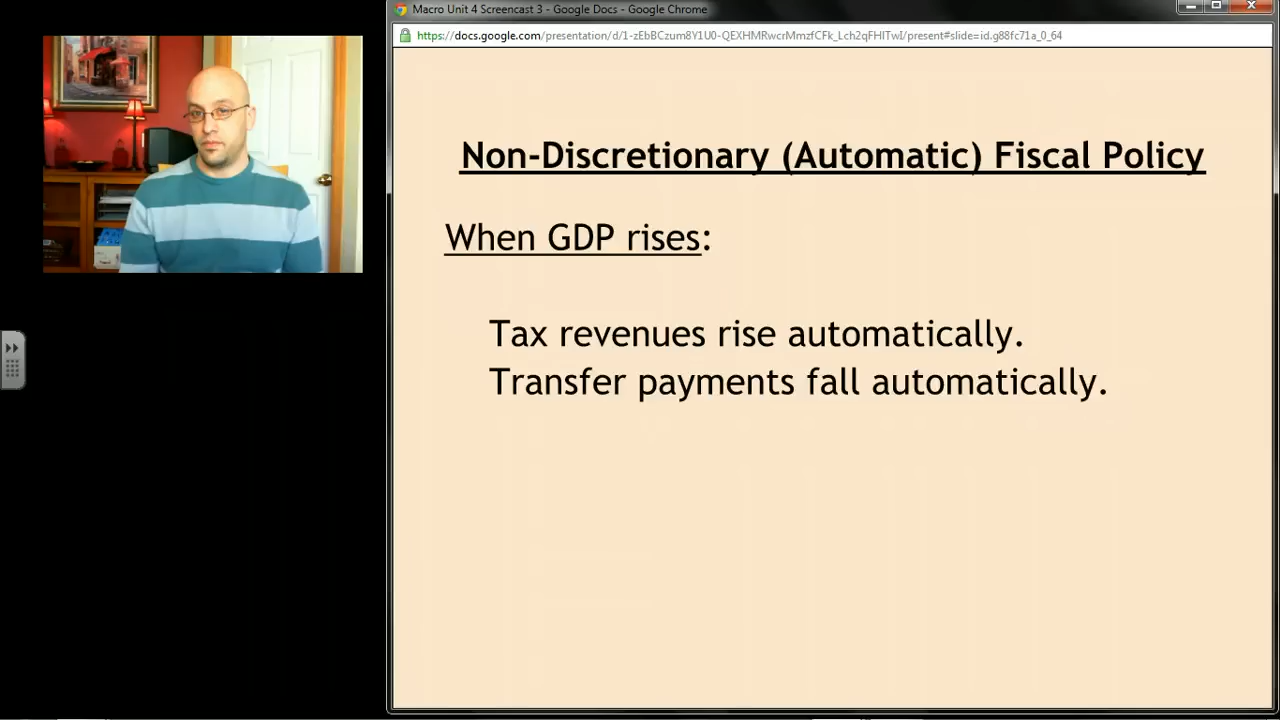 Macro Unit 4 Screencast 3 - Google Docs - Google Chrome
https://docs.google.com/presentation/d/1-zEbBCzum8Y1U0-QEXHMRwcrMmzfCFk_Lch2qFHITwI/present#slide=id.g88fc71a_0_64
Non-Discretionary (Automatic) Fiscal Policy
When GDP rises:
Tax revenues rise automatically.
Transfer payments fall automatically.